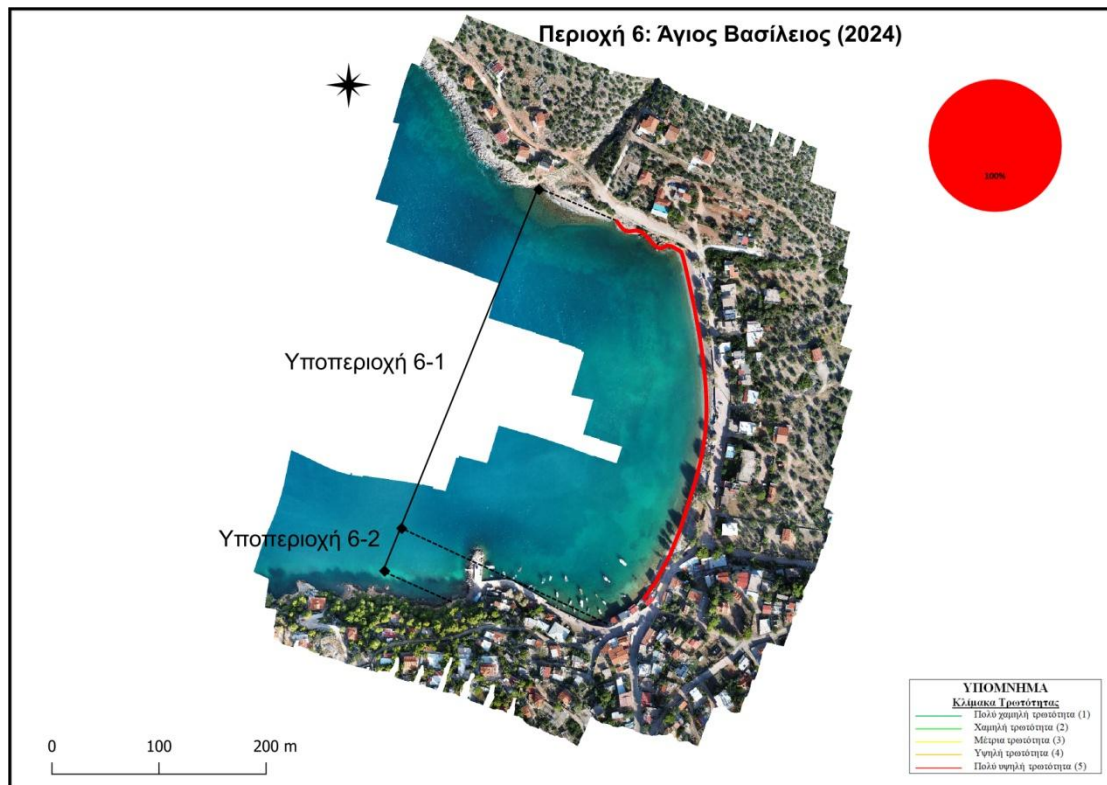 Περιοχή 6: Άγιος Βασίλειος (2024)
100%
Υποπεριοχή 6-1
Υποπεριοχή 6-2
0 100 200 m
ΥΠΟΜΝΗΜΑ
Κλίμακα Τρωτότητας
Πολύ χαμηλή τρωτότητα (1)
Χαμηλή τρωτότητα (2)
Μέτρια τρωτότητα (3)
Υψηλή τρωτότητα (4)
Πολύ υψηλή τρωτότητα (5)